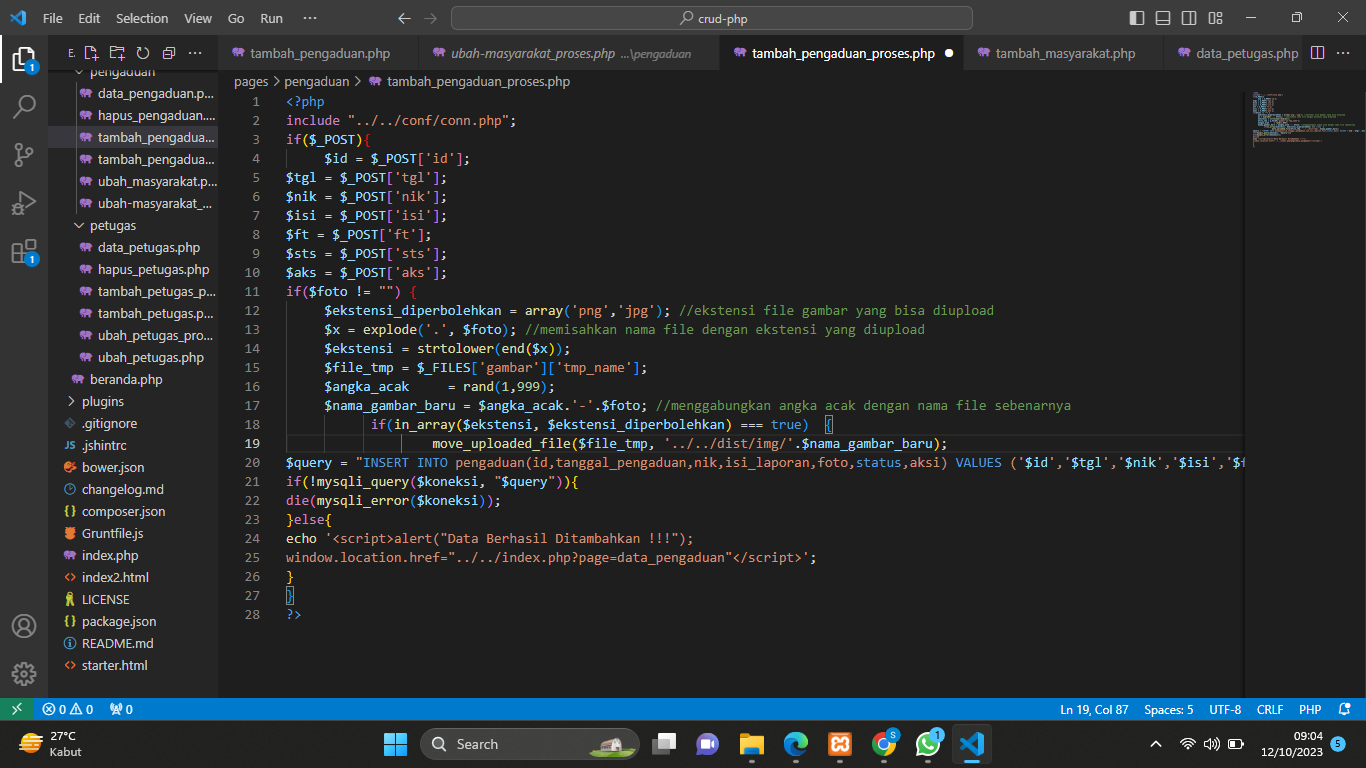 File Edit Selection View Go Run ··· crud-php
E. ···
tambah_pengaduan.php ubah-masyarakat_proses.php ...\pengaduan tambah_pengaduan_proses.php tambah_masyarakat.php data_petugas.php ···
pages > pengaduan > tambah_pengaduan_proses.php
pengaduan
data_pengaduan.p...
hapus_pengaduan....
tambah_pengadua...
tambah_pengadua...
ubah_masyarakat.p...
ubah-masyarakat_...
petugas
data_petugas.php
hapus_petugas.php
tambah_petugas_p...
tambah_petugas.p...
ubah_petugas_pro...
ubah_petugas.php
beranda.php
plugins
.gitignore
JS .jshintrc
bower.json
changelog.md
{} composer.json
Gruntfile.js
index.php
<> index2.html
LICENSE
{} package.json
README.md
<> starter.html
1
1
1 <?php
2 include "../../conf/conn.php";
3 if($_POST){
4 $id = $_POST['id'];
5 $tgl = $_POST['tgl'];
6 $nik = $_POST['nik'];
7 $isi = $_POST['isi'];
8 $ft = $_POST['ft'];
9 $sts = $_POST['sts'];
10 $aks = $_POST['aks'];
11 if($foto != "") {
12 $ekstensi_diperbolehkan = array('png','jpg'); //ekstensi file gambar yang bisa diupload
13 $x = explode('.', $foto); //memisahkan nama file dengan ekstensi yang diupload
14 $ekstensi = strtolower(end($x));
15 $file_tmp = $_FILES['gambar']['tmp_name'];
16 $angka_acak = rand(1,999);
17 $nama_gambar_baru = $angka_acak.'-'.$foto; //menggabungkan angka acak dengan nama file sebenarnya
18 if(in_array($ekstensi, $ekstensi_diperbolehkan) === true) {
19 move_uploaded_file($file_tmp, '../../dist/img/'.$nama_gambar_baru);
20 $query = "INSERT INTO pengaduan(id,tanggal_pengaduan,nik,isi_laporan,foto,status,aksi) VALUES ('$id','$tgl','$nik','$isi','$f
21 if(!mysqli_query($koneksi, "$query")){
22 die(mysqli_error($koneksi));
23 }else{
24 echo '<script>alert("Data Berhasil Ditambahkan !!!");
25 window.location.href="../../index.php?page=data_pengaduan"</script>';
26 }
27 }
28 ?>
0 0 0 Ln 19, Col 87 Spaces: 5 UTF-8 CRLF PHP
27°C
Kabut
Search
S
1
09:04
12/10/2023
5